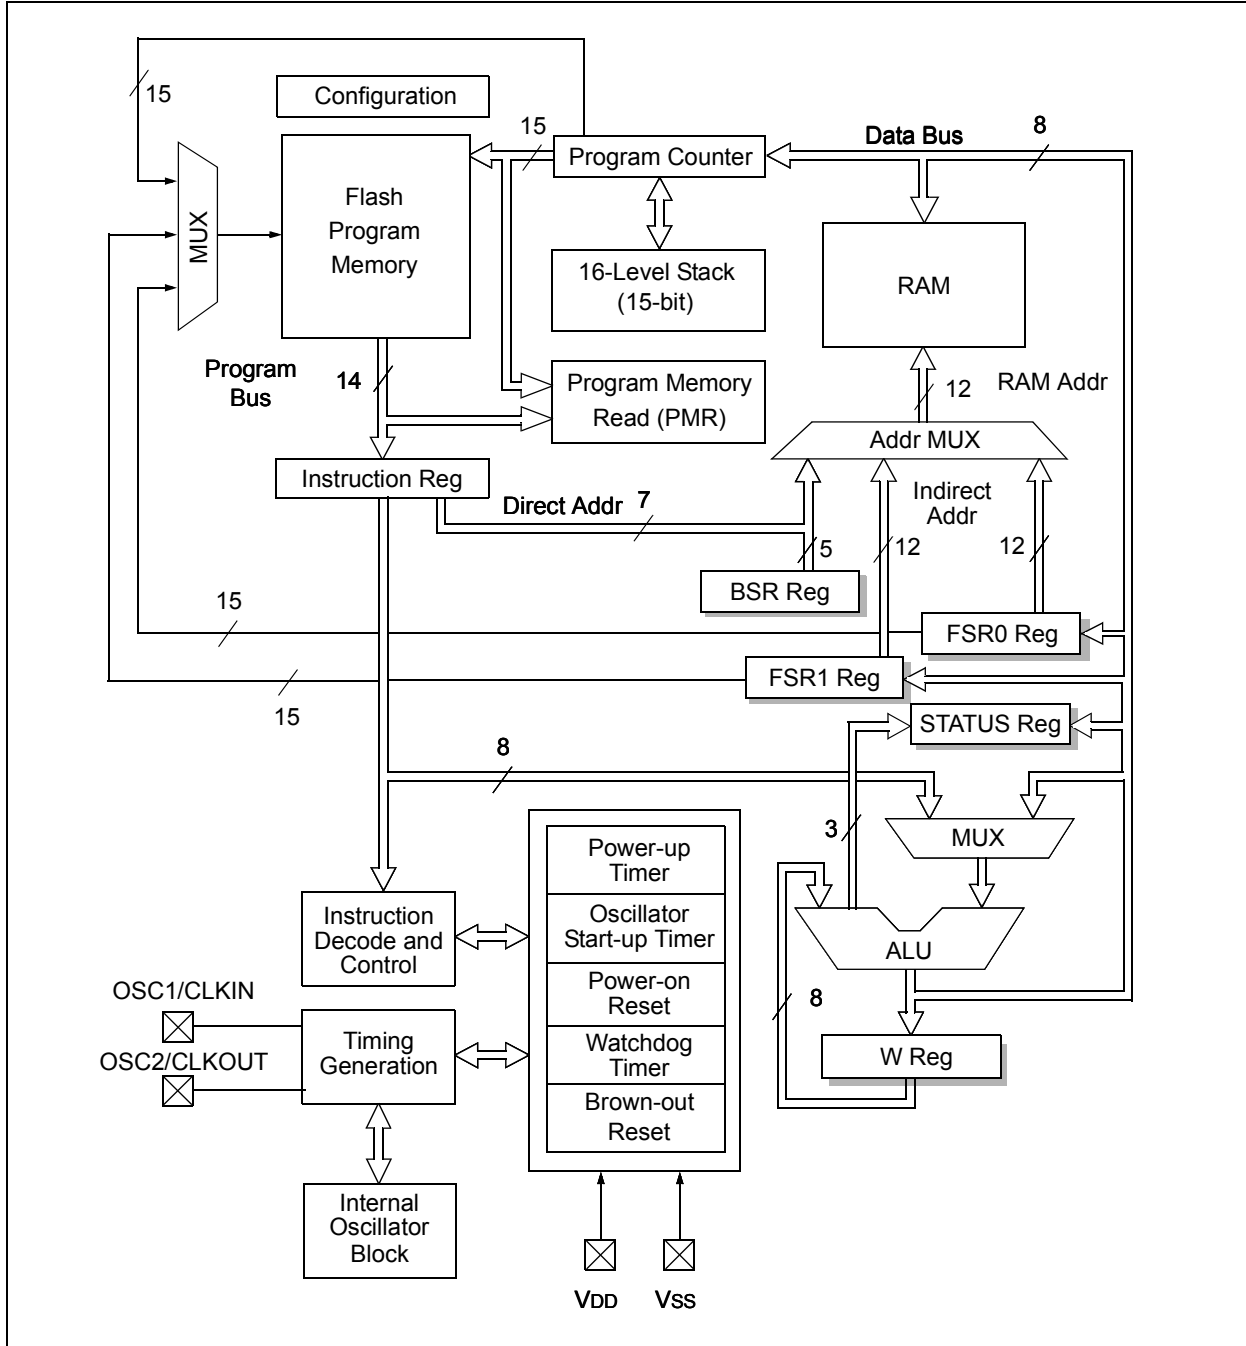 15
Configuration
15
Program Counter
Data Bus
8
Flash
Program
Memory
MUX
16-Level Stack
(15-bit)
RAM
Program
Bus
14
Program Memory
Read (PMR)
12
RAM Addr
Addr MUX
Instruction Reg
Direct Addr
7
Indirect
Addr
5
12
12
BSR Reg
15
FSR0 Reg
FSR1 Reg
15
STATUS Reg
8
3
MUX
Power-up
Timer
Oscillator
Start-up Timer
Power-on
Reset
Watchdog
Timer
Brown-out
Reset
Instruction
Decode and
Control
ALU
8
W Reg
OSC1/CLKIN
OSC2/CLKOUT
Timing
Generation
Internal
Oscillator
Block
VDD
VSS